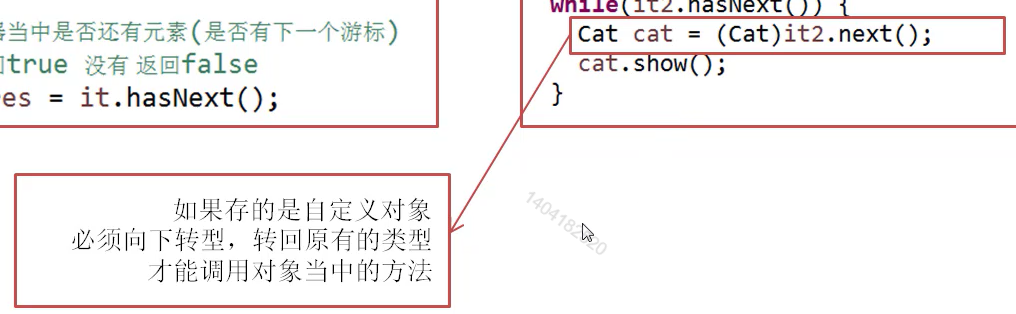 器当中是否还有元素(是否有下一个游标)
回true 没有 返回false
es = it.hasNext();
while(it2.hasNext()) {
Cat cat = (Cat)it2.next();
cat.show();
}
如果存的是自定义对象
必须向下转型，转回原有的类型
才能调用对象当中的方法